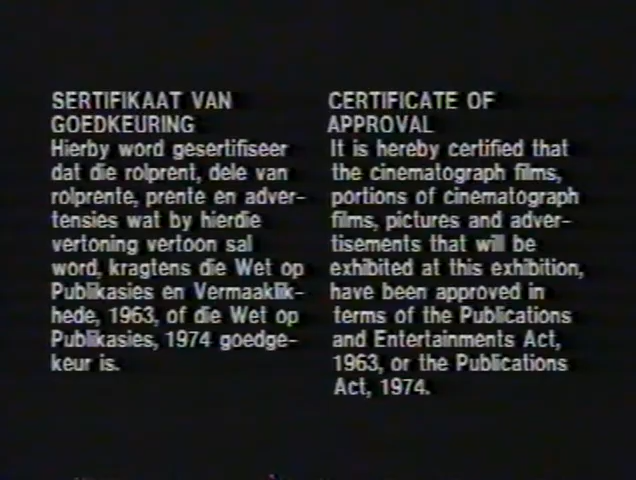 SERTIFIKAAT VAN
GOEDKEURING
Hierby word gesertifiseer
dat die rolprent, dele van
rolprente, prente en adver-
tensies wat by hierdie
vertoning vertoon sal
word, kragtens die Wet op
Publikasies en Vermaaklik-
hede, 1963, of die Wet op
Publikasies, 1974 goedge-
keur is.
CERTIFICATE OF
APPROVAL
It is hereby certified that
the cinematograph films,
portions of cinematograph
films, pictures and adver-
tisements that will be
exhibited at this exhibition,
have been approved in
terms of the Publications
and Entertainments Act,
1963, or the Publications
Act, 1974.